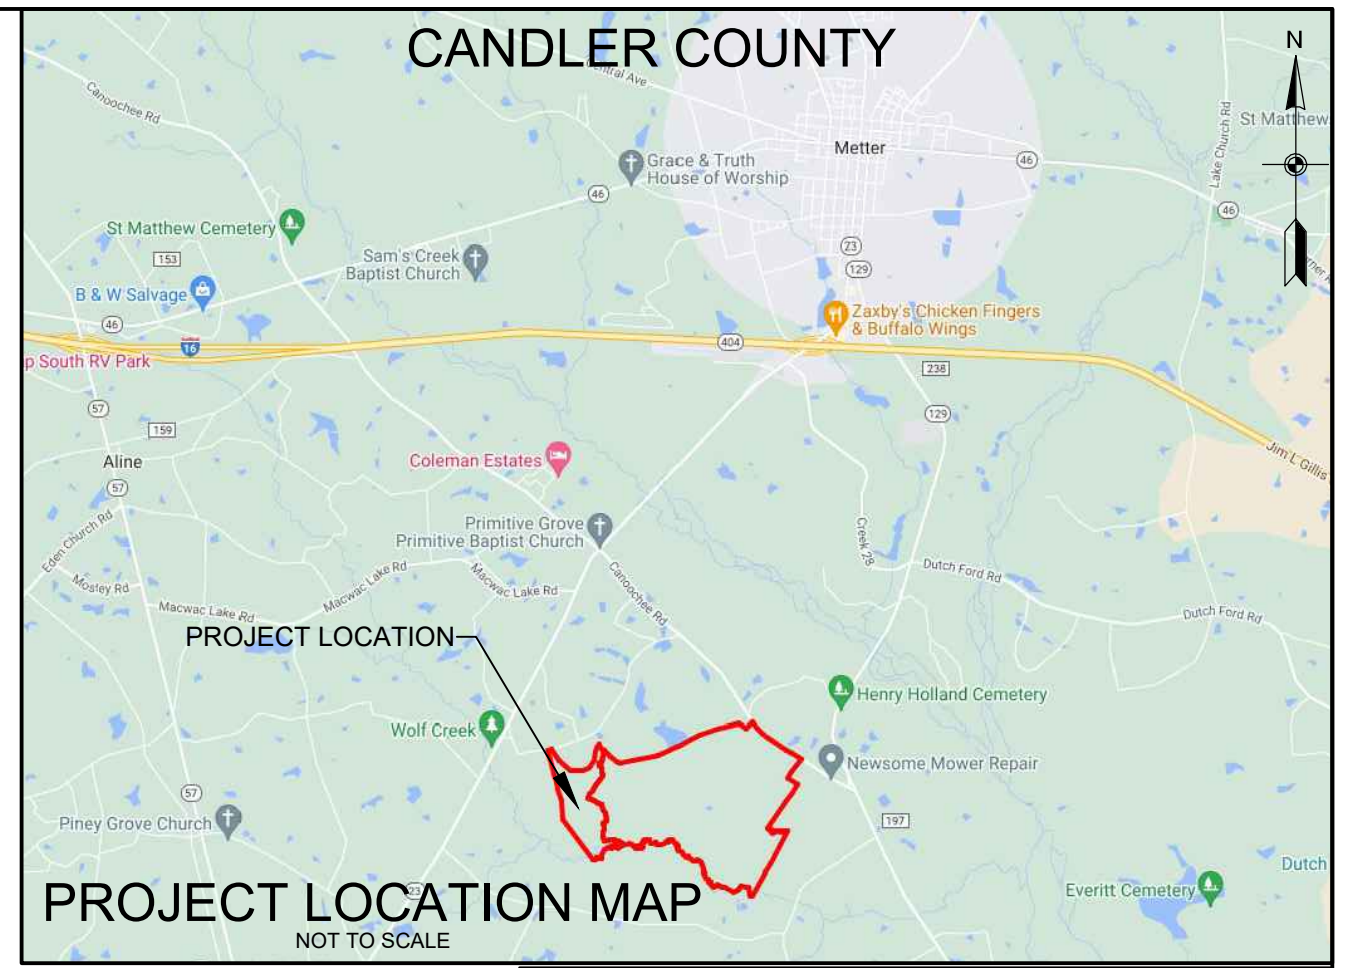 CANDLER COUNTY
N
Central Ave
Canoochee Rd
Lake Church Rd
St Matthew
Metter
Grace & Truth
House of Worship
46
46
46
St Matthew Cemetery
153
Sam's Creek
Baptist Church
23
129
B & W Salvage
46
Zaxby's Chicken Fingers
& Buffalo Wings
16
404
p South RV Park
238
57
129
159
Aline
Coleman Estates
Jim L Gillis
57
Primitive Grove
Primitive Baptist Church
Eden Church Rd
Creek 28
Mosley Rd
Macwac Lake Rd
Macwac Lake Rd
Macwac Lake Rd
Canoochee Rd
Dutch Ford Rd
Dutch Ford Rd
PROJECT LOCATION
Henry Holland Cemetery
Wolf Creek
Newsome Mower Repair
57
Piney Grove Church
197
Dutch
Everitt Cemetery
23
PROJECT LOCATION MAP
NOT TO SCALE